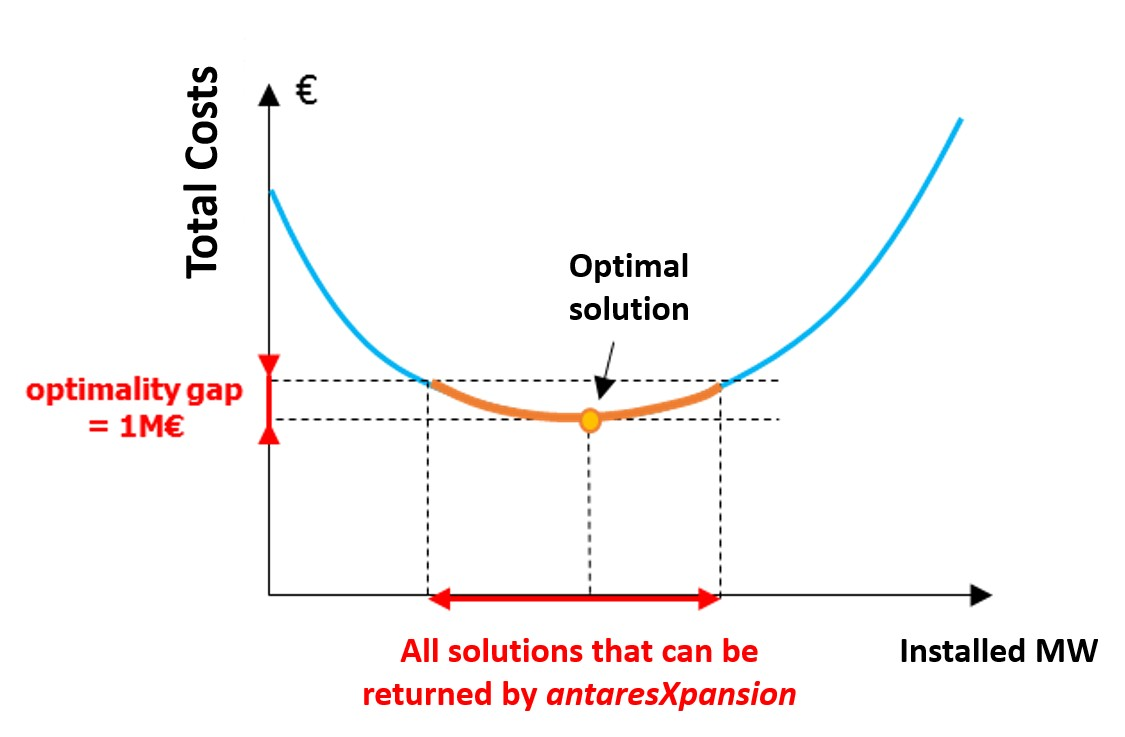 Total Costs
€
Optimal
solution
optimality gap
= 1M€
All solutions that can be
returned by antaresXpansion
Installed MW